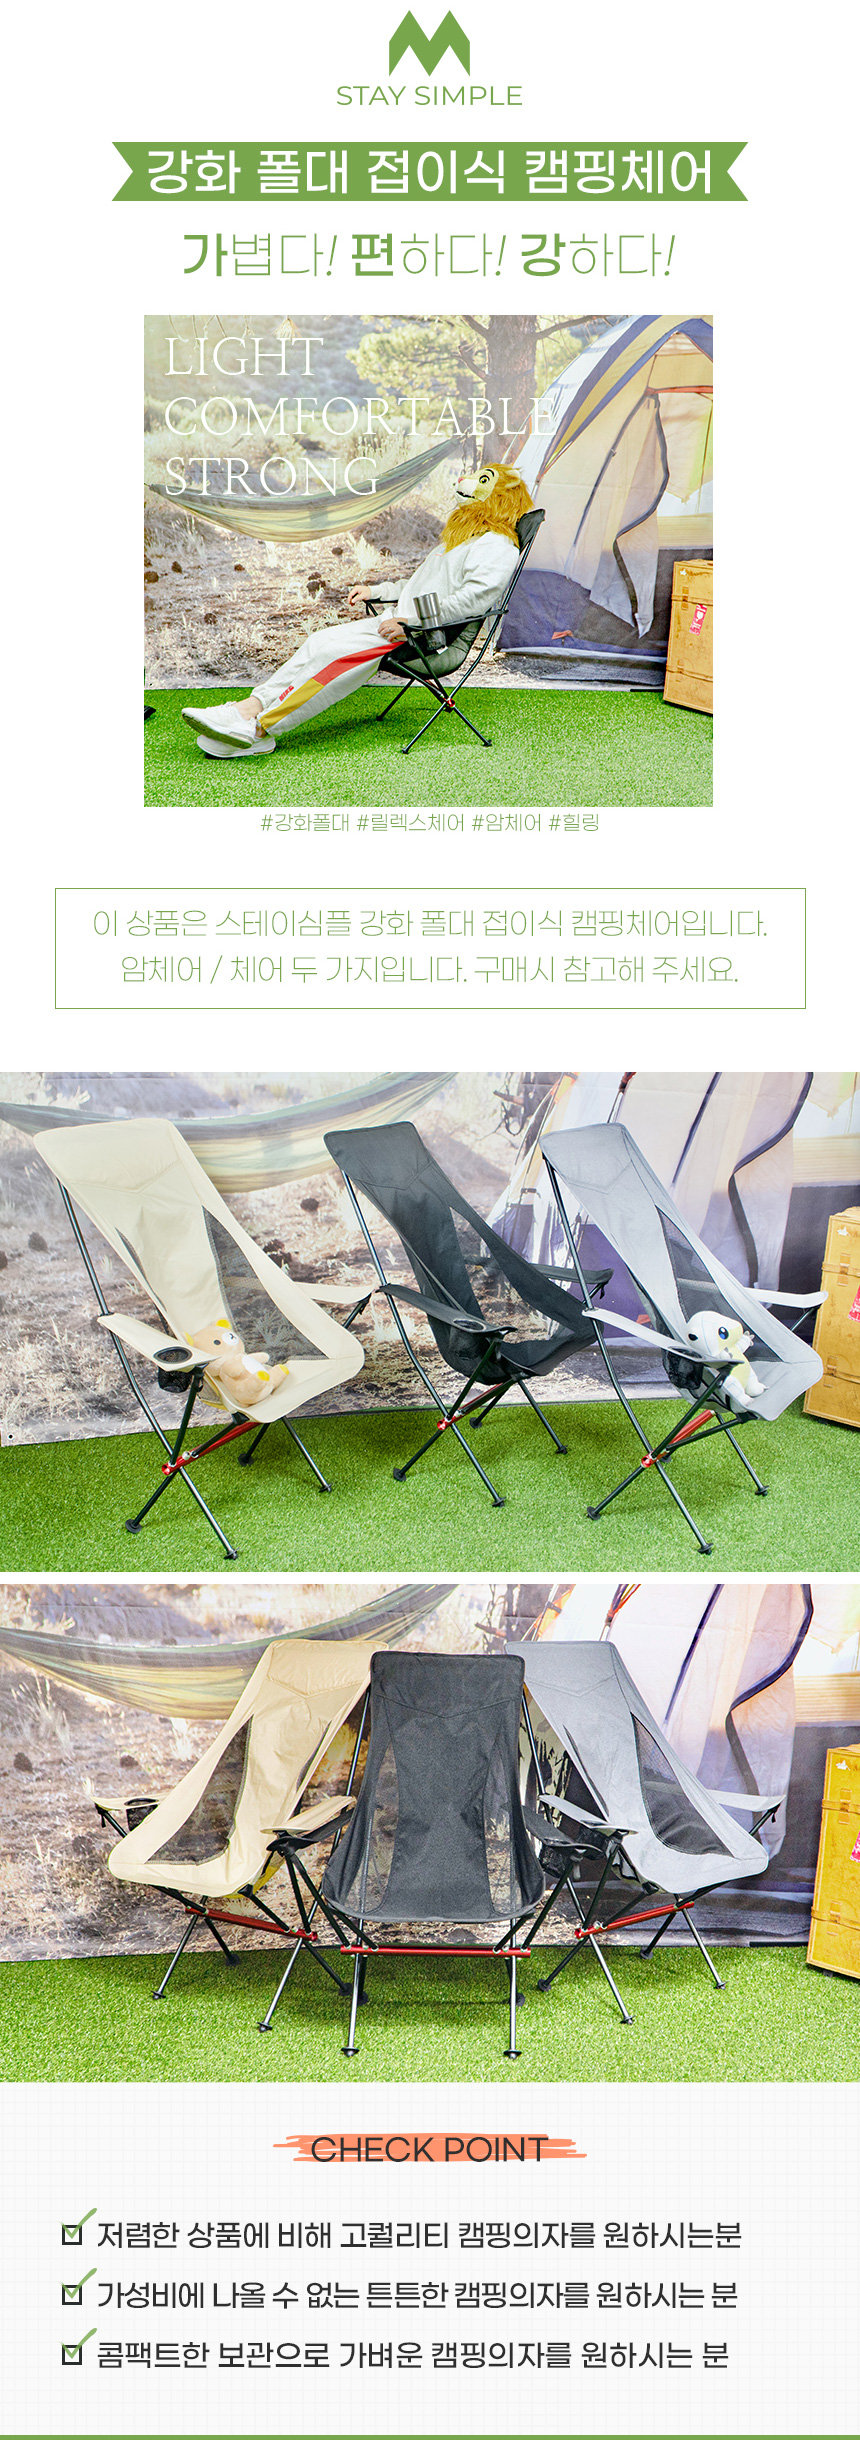 STAY SIMPLE
강화 폴대 접이식 캠핑체어
가볍다! 편하다! 강하다!
LIGHT
COMFORTABLE
STRONG
#강화폴대 #릴렉스체어 #암체어 #힐링
이 상품은 스테이심플 강화 폴대 접이식 캠핑체어입니다.
암체어 / 체어 두 가지입니다. 구매시 참고해 주세요.
CHECK POINT
저렴한 상품에 비해 고퀄리티 캠핑의자를 원하시는분
가성비에 나올 수 없는 튼튼한 캠핑의자를 원하시는 분
콤팩트한 보관으로 가벼운 캠핑의자를 원하시는 분